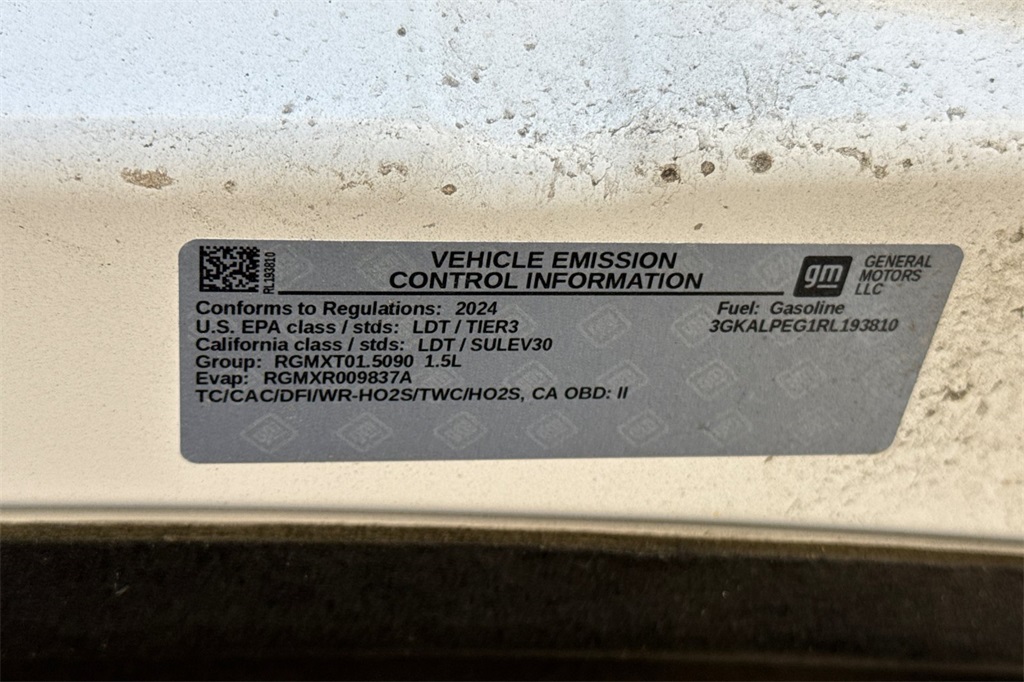 RL193810
VEHICLE EMISSION
CONTROL INFORMATION
gm
GENERAL
MOTORS
LLC
Conforms to Regulations: 2024
Fuel: Gasoline
U.S. EPA class / stds: LDT / TIER3
3GKALPEG1RL193810
California class / stds: LDT / SULEV30
Group: RGMXT01.5090 1.5L
Evap: RGMXR009837A
TC/CAC/DFI/WR-HO2S/TWC/HO2S, CA OBD: II